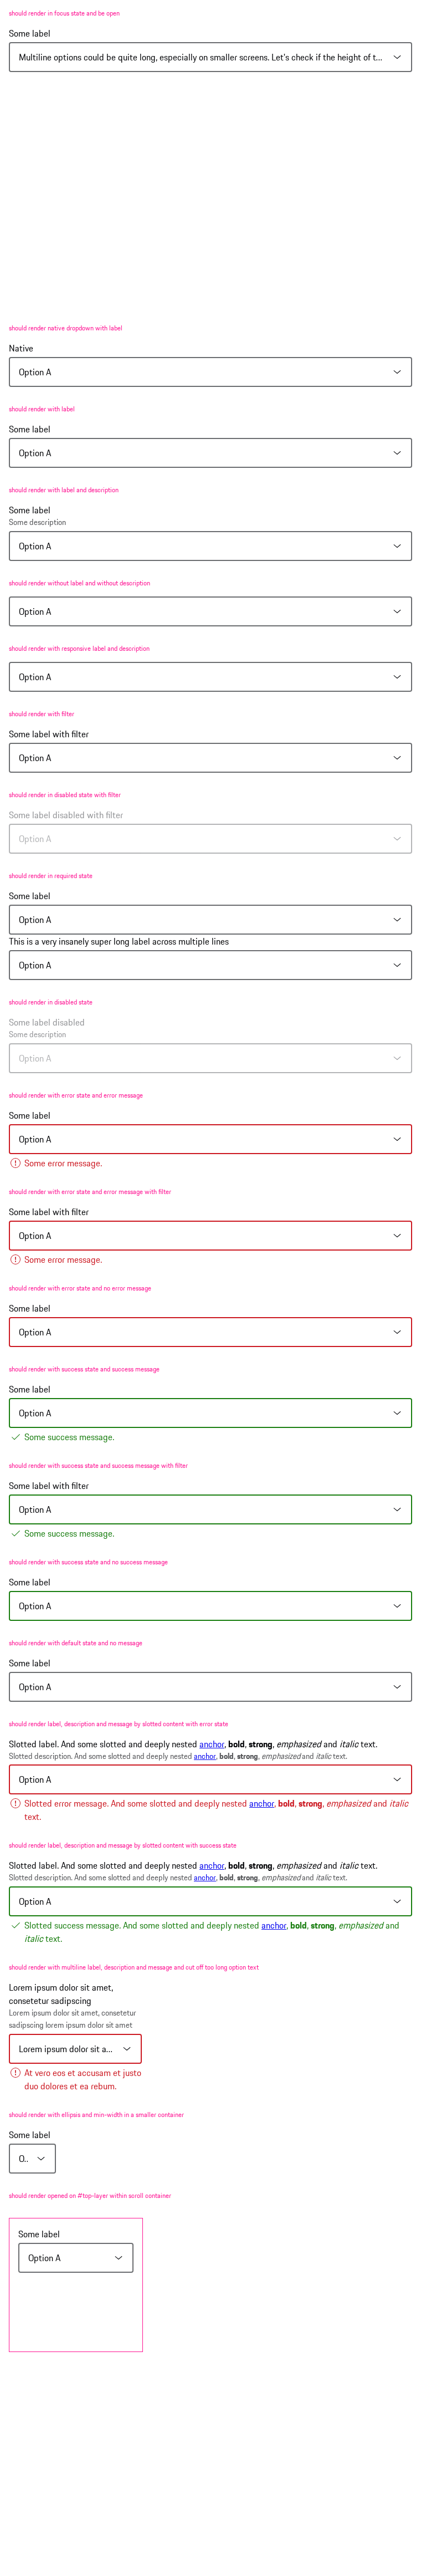 should render in focus state and be open
Some label
Multiline options could be quite long, especially on smaller screens. Let's check if the height of t...
should render native dropdown with label
Native
Option A
should render with label
Some label
Option A
should render with label and description
Some label
Some description
Option A
should render without label and without description
Option A
should render with responsive label and description
Option A
should render with filter
Some label with filter
Option A
should render in disabled state with filter
Some label disabled with filter
Option A
should render in required state
Some label
Option A
This is a very insanely super long label across multiple lines
Option A
should render in disabled state
Some label disabled
Some description
Option A
should render with error state and error message
Some label
Option A
Some error message.
should render with error state and error message with filter
Some label with filter
Option A
Some error message.
should render with error state and no error message
Some label
Option A
should render with success state and success message
Some label
Option A
Some success message.
should render with success state and success message with filter
Some label with filter
Option A
Some success message.
should render with success state and no success message
Some label
Option A
should render with default state and no message
Some label
Option A
should render label, description and message by slotted content with error state
Slotted label. And some slotted and deeply nested anchor, bold, strong, emphasized and italic text.
Slotted description. And some slotted and deeply nested anchor, bold, strong, emphasized and italic text.
Option A
Slotted error message. And some slotted and deeply nested anchor, bold, strong, emphasized and italic
text.
should render label, description and message by slotted content with success state
Slotted label. And some slotted and deeply nested anchor, bold, strong, emphasized and italic text.
Slotted description. And some slotted and deeply nested anchor, bold, strong, emphasized and italic text.
Option A
Slotted success message. And some slotted and deeply nested anchor, bold, strong, emphasized and
italic text.
should render with multiline label, description and message and cut off too long option text
Lorem ipsum dolor sit amet,
consetetur sadipscing
Lorem ipsum dolor sit amet, consetetur
sadipscing lorem ipsum dolor sit amet
Lorem ipsum dolor sit a...
At vero eos et accusam et justo
duo dolores et ea rebum.
should render with ellipsis and min-width in a smaller container
Some label
O...
should render opened on #top-layer within scroll container
Some label
Option A